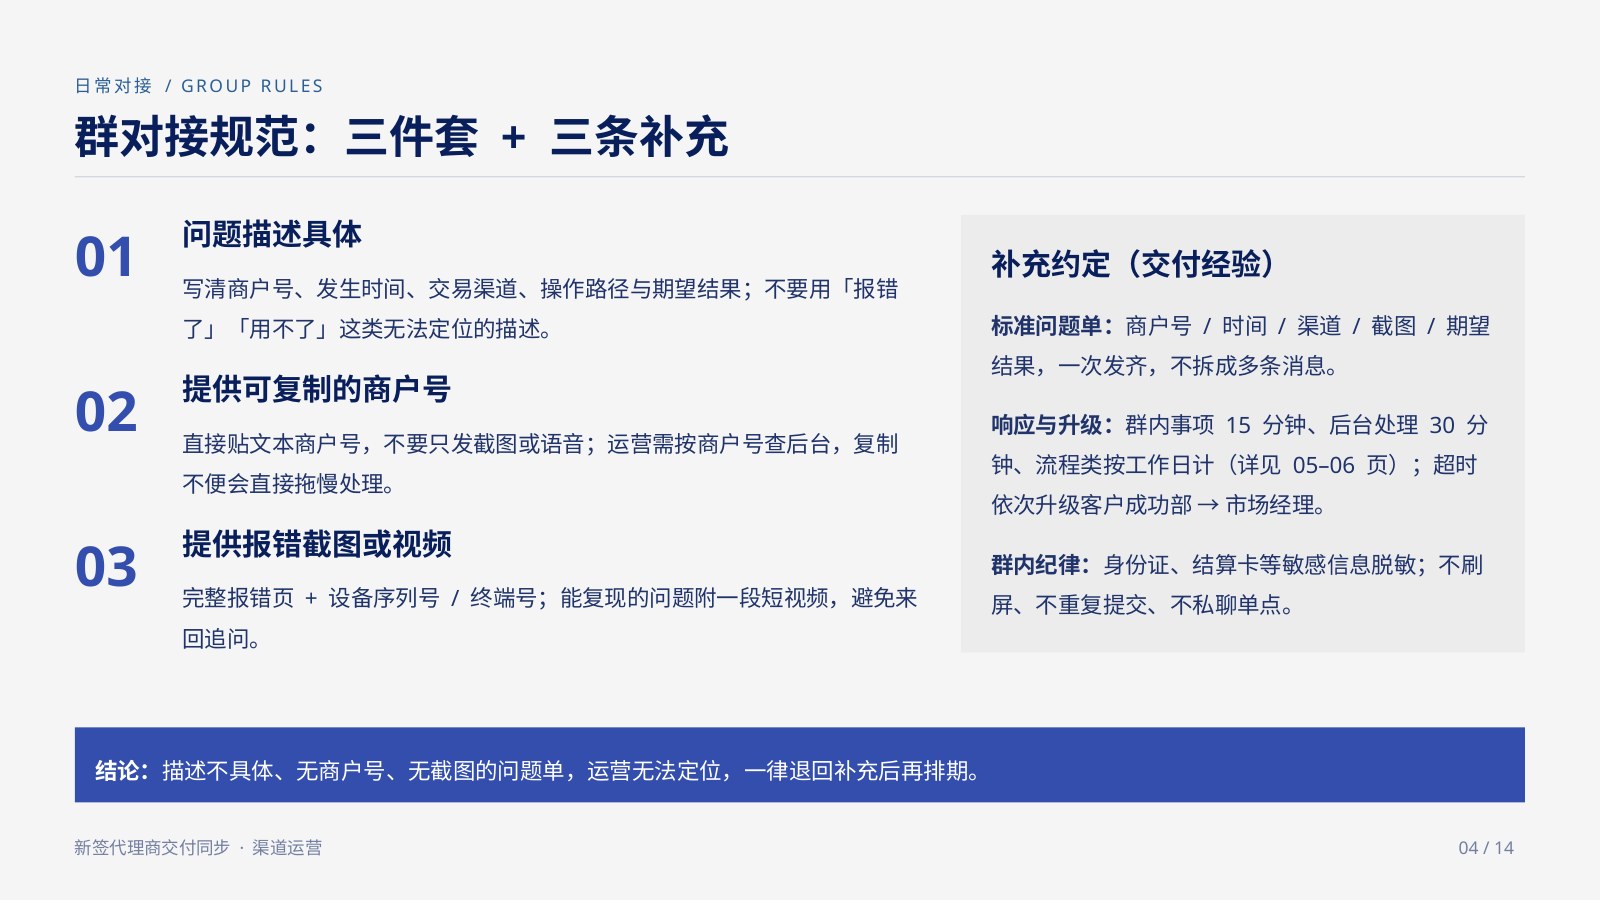 日常对接 / GROUP RULES
群对接规范：三件套 + 三条补充
01
问题描述具体
写清商户号、发生时间、交易渠道、操作路径与期望结果；不要用「报错
了」「用不了」这类无法定位的描述。
02
提供可复制的商户号
直接贴文本商户号，不要只发截图或语音；运营需按商户号查后台，复制
不便会直接拖慢处理。
03
提供报错截图或视频
完整报错页 + 设备序列号 / 终端号；能复现的问题附一段短视频，避免来
回追问。
补充约定（交付经验）
标准问题单：商户号 / 时间 / 渠道 / 截图 / 期望
结果，一次发齐，不拆成多条消息。
响应与升级：群内事项 15 分钟、后台处理 30 分
钟、流程类按工作日计（详见 05–06 页）；超时
依次升级客户成功部 → 市场经理。
群内纪律：身份证、结算卡等敏感信息脱敏；不刷
屏、不重复提交、不私聊单点。
结论：描述不具体、无商户号、无截图的问题单，运营无法定位，一律退回补充后再排期。
新签代理商交付同步 · 渠道运营
04 / 14